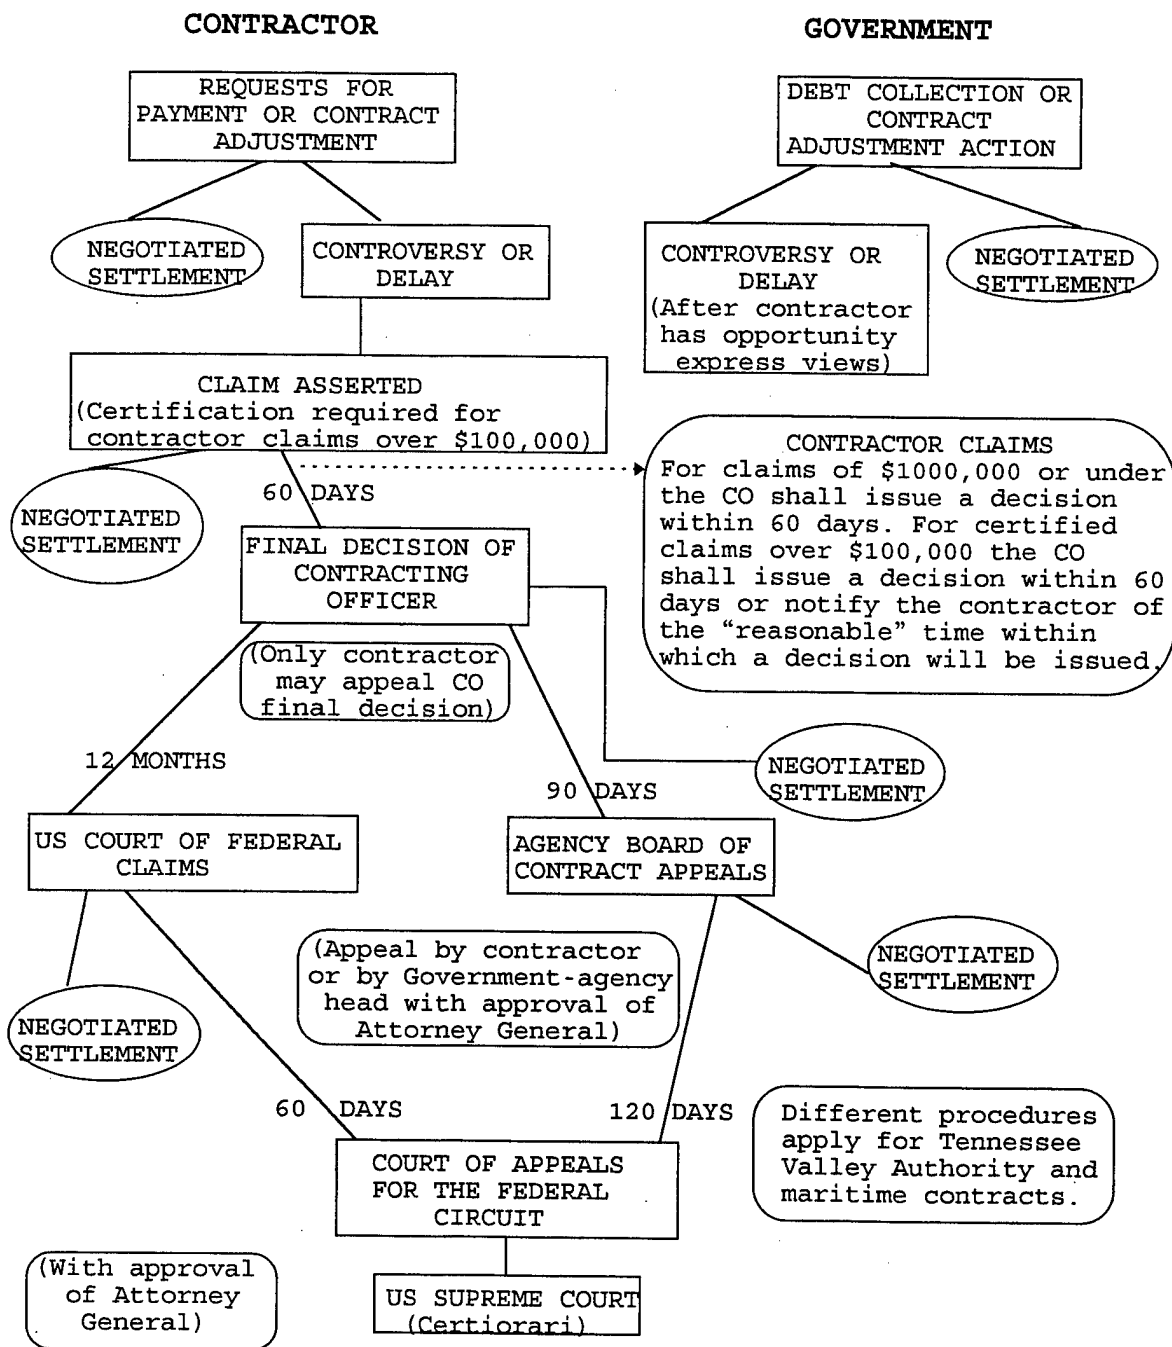 CONTRACTOR
GOVERNMENT
REQUESTS FOR
PAYMENT OR CONTRACT
ADJUSTMENT
DEBT COLLECTION OR
CONTRACT
ADJUSTMENT ACTION
NEGOTIATED
SETTLEMENT
CONTROVERSY OR
DELAY
CONTROVERSY OR
DELAY
(After contractor
has opportunity
express views)
NEGOTIATED
SETTLEMENT
CLAIM ASSERTED
(Certification required for
contractor claims over $100,000)
CONTRACTOR CLAIMS
For claims of $1000,000 or under
the CO shall issue a decision
within 60 days. For certified
claims over $100,000 the CO
shall issue a decision within 60
days or notify the contractor of
the “reasonable” time within
which a decision will be issued.
60 DAYS
NEGOTIATED
SETTLEMENT
FINAL DECISION OF
CONTRACTING
OFFICER
(Only contractor
may appeal CO
final decision)
12 MONTHS
90 DAYS
NEGOTIATED
SETTLEMENT
US COURT OF FEDERAL
CLAIMS
AGENCY BOARD OF
CONTRACT APPEALS
(Appeal by contractor
or by Government-agency
head with approval of
Attorney General)
NEGOTIATED
SETTLEMENT
NEGOTIATED
SETTLEMENT
60 DAYS
120 DAYS
Different procedures
apply for Tennessee
Valley Authority and
maritime contracts.
COURT OF APPEALS
FOR THE FEDERAL
CIRCUIT
(With approval
of Attorney
General)
US SUPREME COURT
(Certiorari)